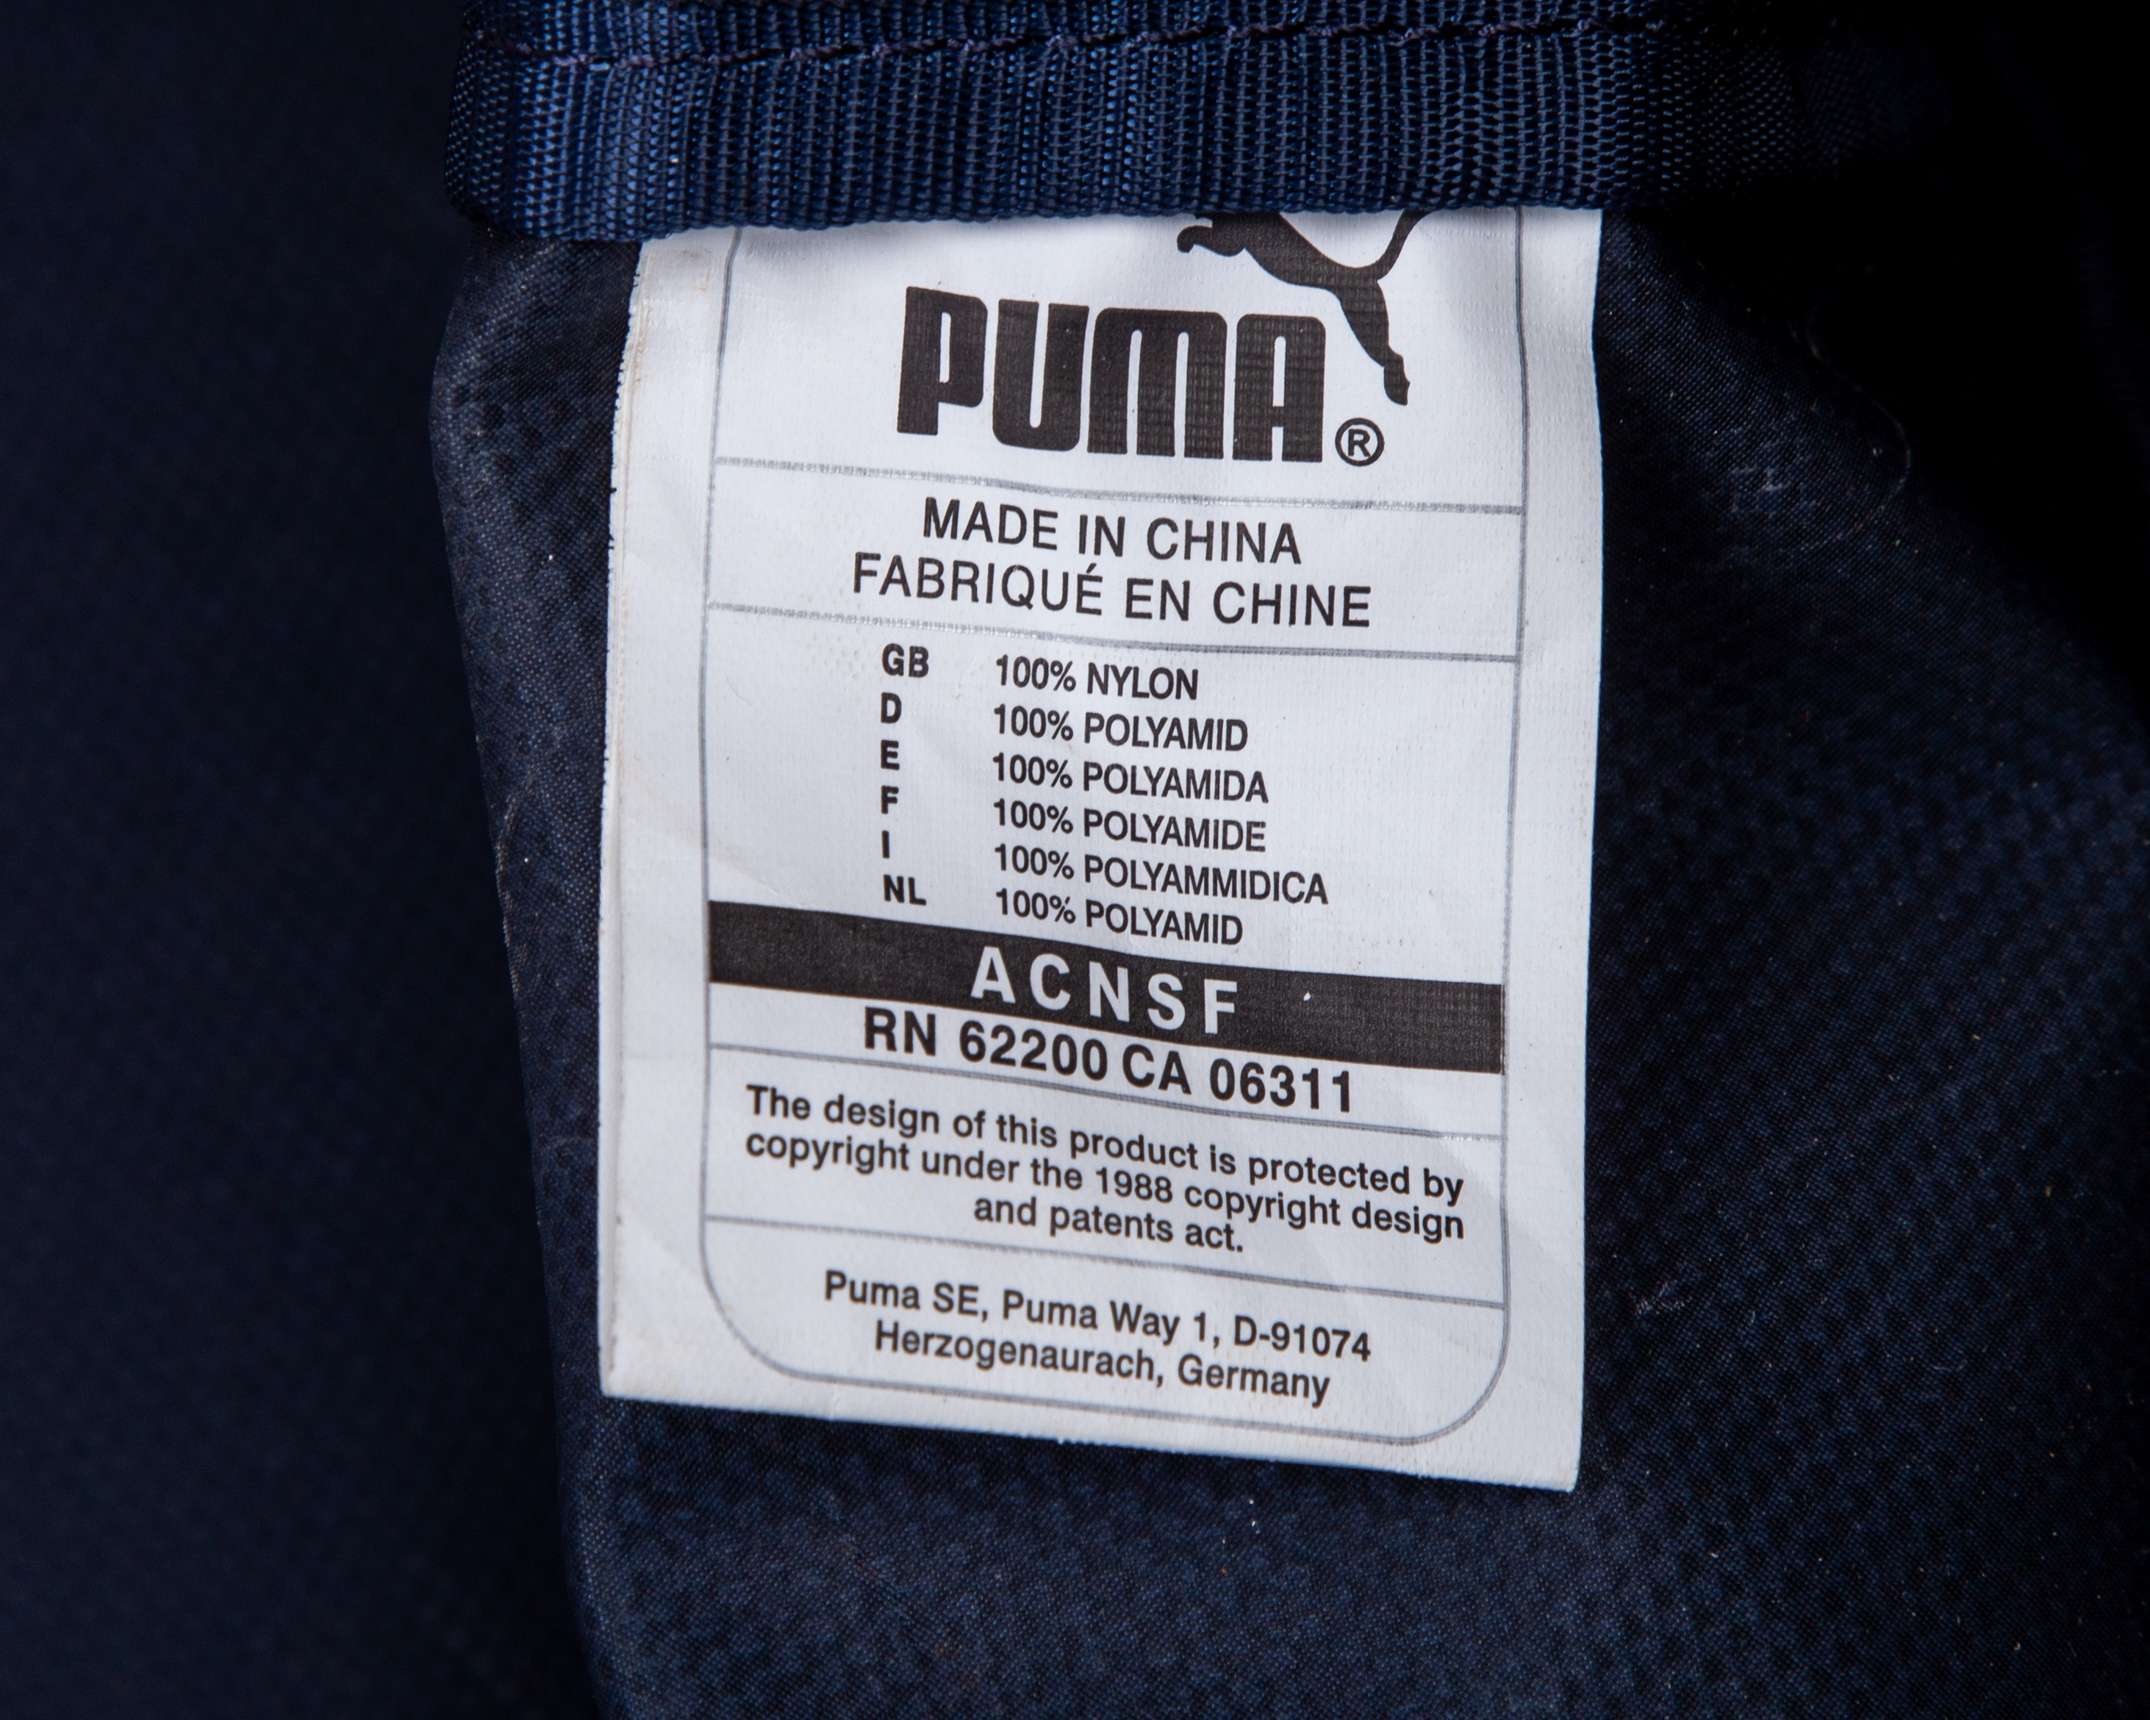 PUMA®
MADE IN CHINA
FABRIQUÉ EN CHINE
GB 100% NYLON
D 100% POLYAMID
E 100% POLYAMIDA
F 100% POLYAMIDE
I 100% POLYAMMIDICA
NL 100% POLYAMID
ACNSF
RN 62200 CA 06311
The design of this product is protected by
copyright under the 1988 copyright design
and patents act.
Puma SE, Puma Way 1, D-91074
Herzogenaurach, Germany